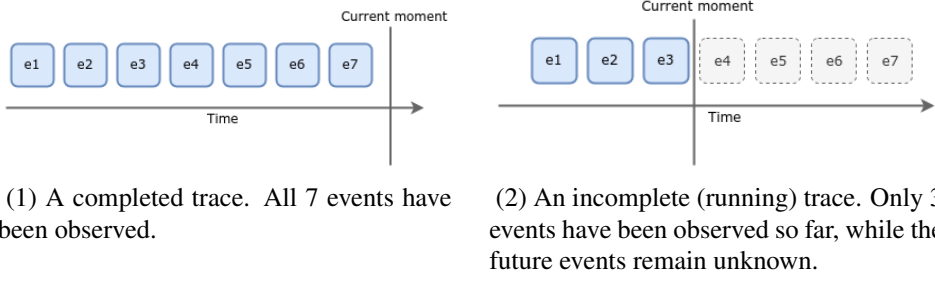 Current moment
e1 e2 e3 e4 e5 e6 e7
Time
(1) A completed trace. All 7 events have
been observed.
Current moment
e1 e2 e3 e4 e5 e6 e7
Time
(2) An incomplete (running) trace. Only 3
events have been observed so far, while the
future events remain unknown.